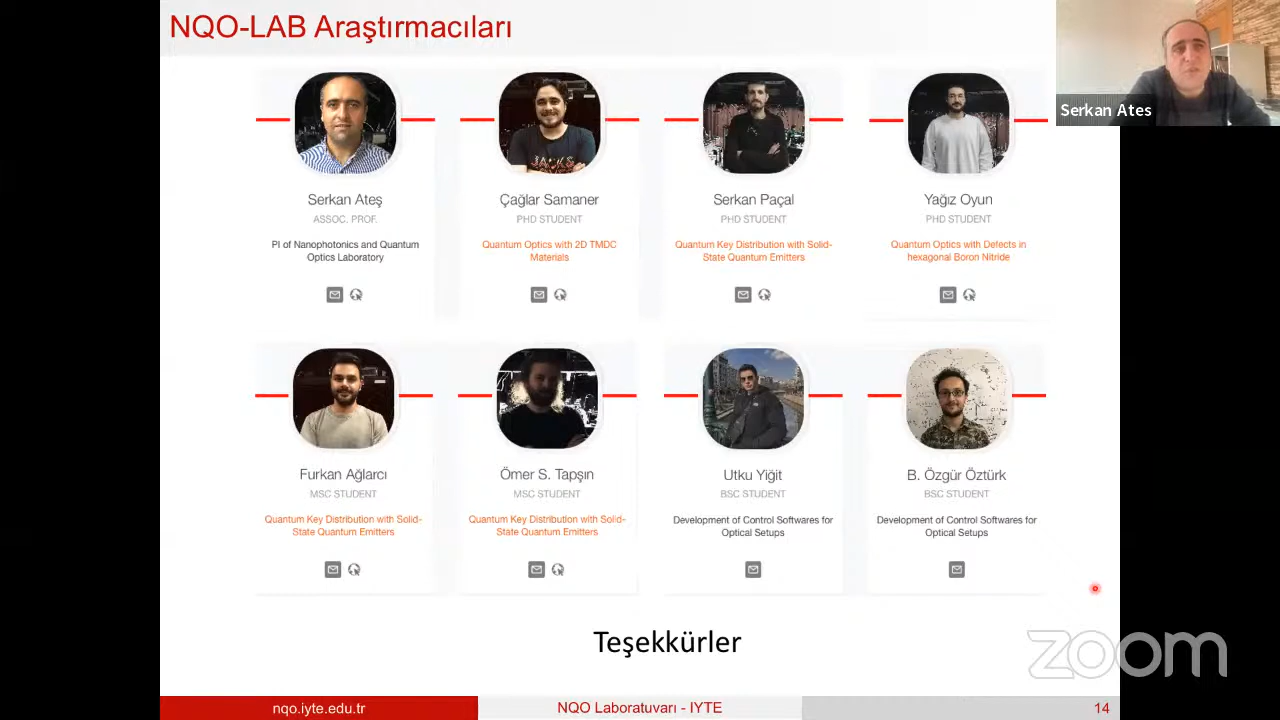 NQO-LAB Araştırmacıları
Serkan Ates
JACKS
Serkan Ateş
ASSOC. PROF.
PI of Nanophotonics and Quantum
Optics Laboratory
Çağlar Samaner
PHD STUDENT
Quantum Optics with 2D TMDC
Materials
Serkan Paçal
PHD STUDENT
Quantum Key Distribution with Solid-
State Quantum Emitters
Yağız Oyun
PHD STUDENT
Quantum Optics with Defects in
hexagonal Boron Nitride
Furkan Ağlarcı
MSC STUDENT
Quantum Key Distribution with Solid-
State Quantum Emitters
Ömer S. Tapşın
MSC STUDENT
Quantum Key Distribution with Solid-
State Quantum Emitters
Utku Yiğit
BSC STUDENT
Development of Control Softwares for
Optical Setups
B. Özgür Öztürk
BSC STUDENT
Development of Control Softwares for
Optical Setups
Teşekkürler
zoom
nqo.iyte.edu.tr
NQO Laboratuvarı - IYTE
14